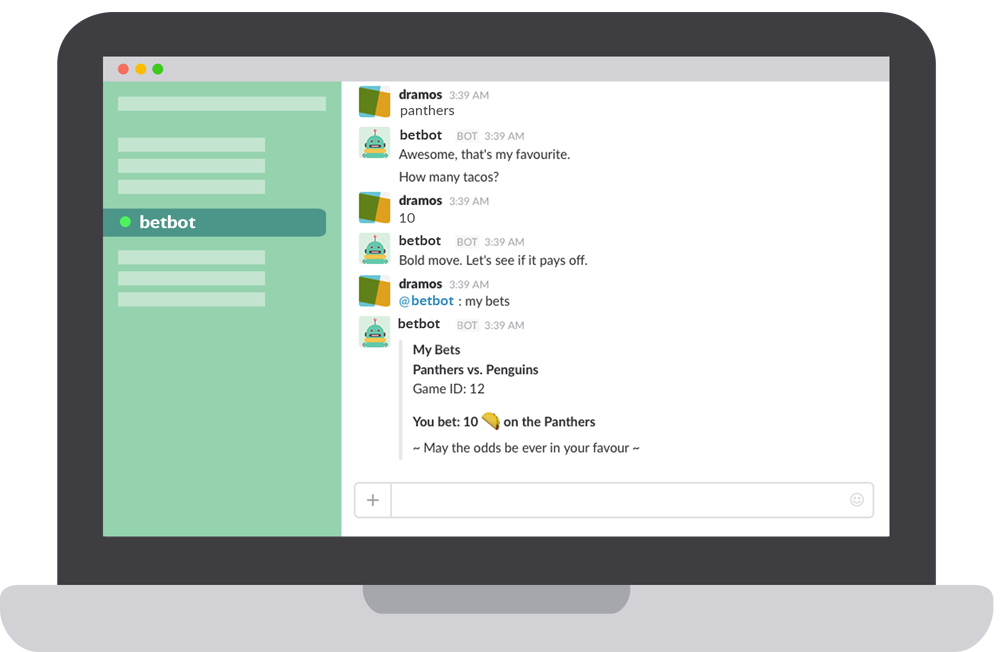 betbot
dramos 3:39 AM
panthers
betbot BOT 3:39 AM
Awesome, that's my favourite.
How many tacos?
dramos 3:39 AM
10
betbot BOT 3:39 AM
Bold move. Let's see if it pays off.
dramos 3:39 AM
@betbot : my bets
betbot BOT 3:39 AM
My Bets
Panthers vs. Penguins
Game ID: 12
You bet: 10 🌮 on the Panthers
~ May the odds be ever in your favour ~